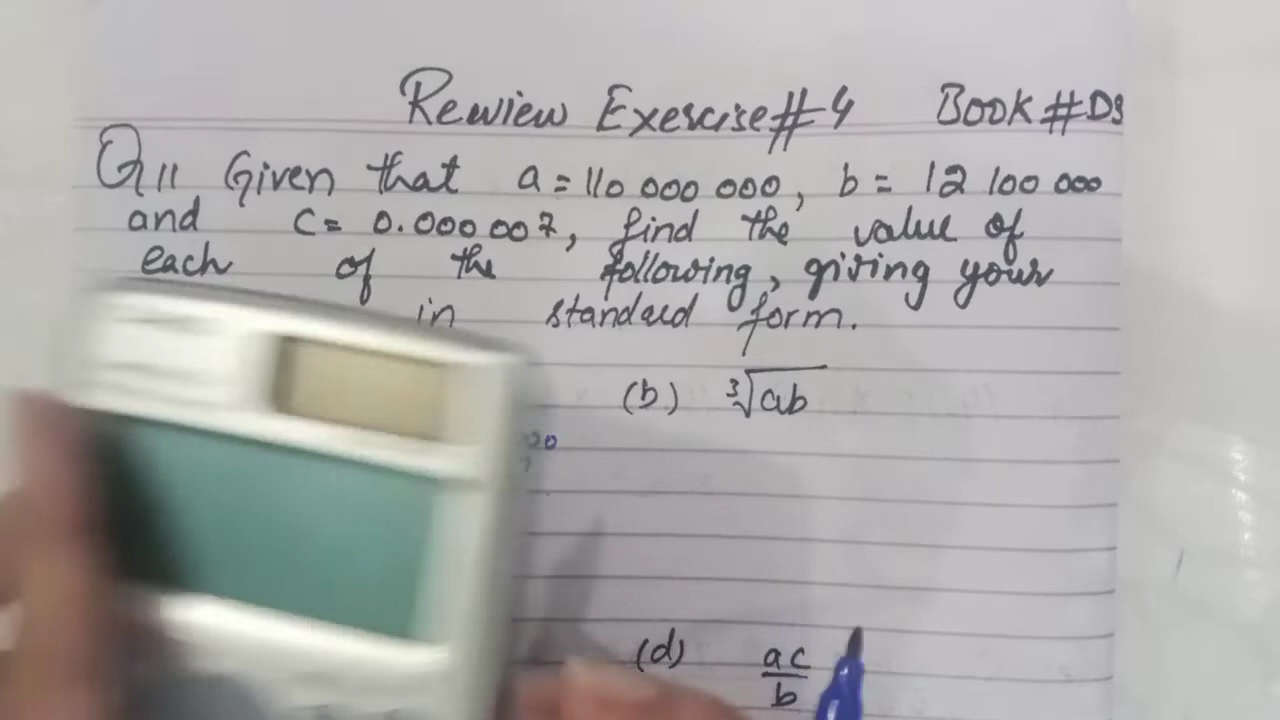 Rewiew Exercise#4 Book #D3
Q11 Given that a = 110 000 000, b = 12 100 000
and c = 0.000 007, find the value of
each of the following, giving your
in standard form.
(b) ∛ab
(d) ac/b